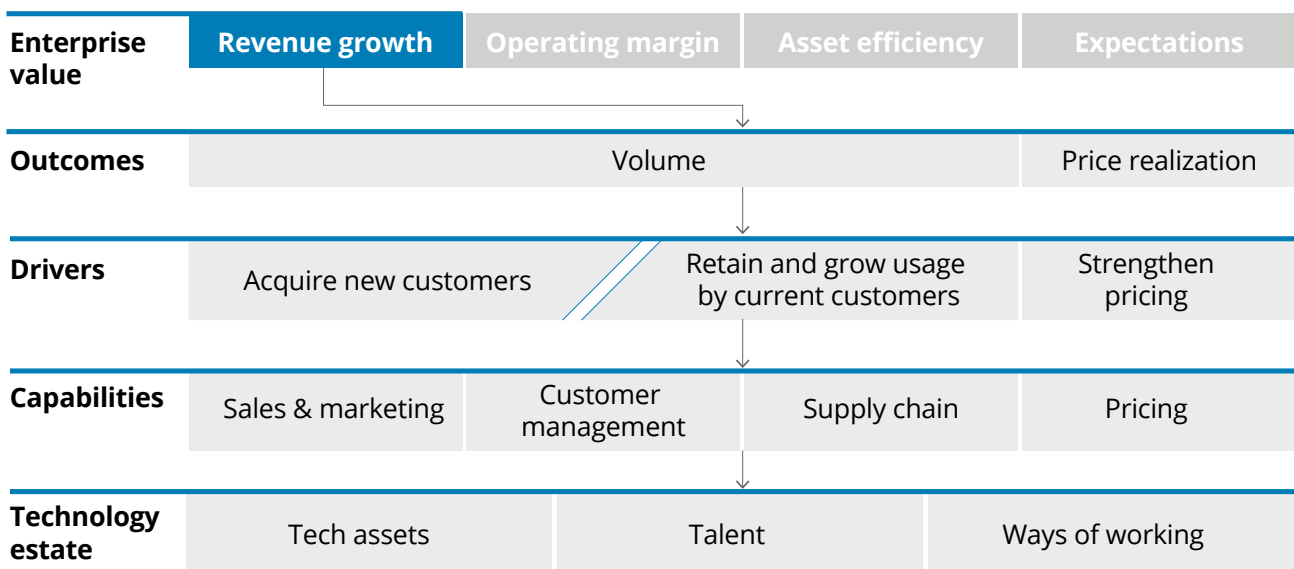 Enterprise value
Revenue growth
Operating margin
Asset efficiency
Expectations
Outcomes
Volume
Price realization
Drivers
Acquire new customers
Retain and grow usage
by current customers
Strengthen
pricing
Capabilities
Sales & marketing
Customer
management
Supply chain
Pricing
Technology
estate
Tech assets
Talent
Ways of working